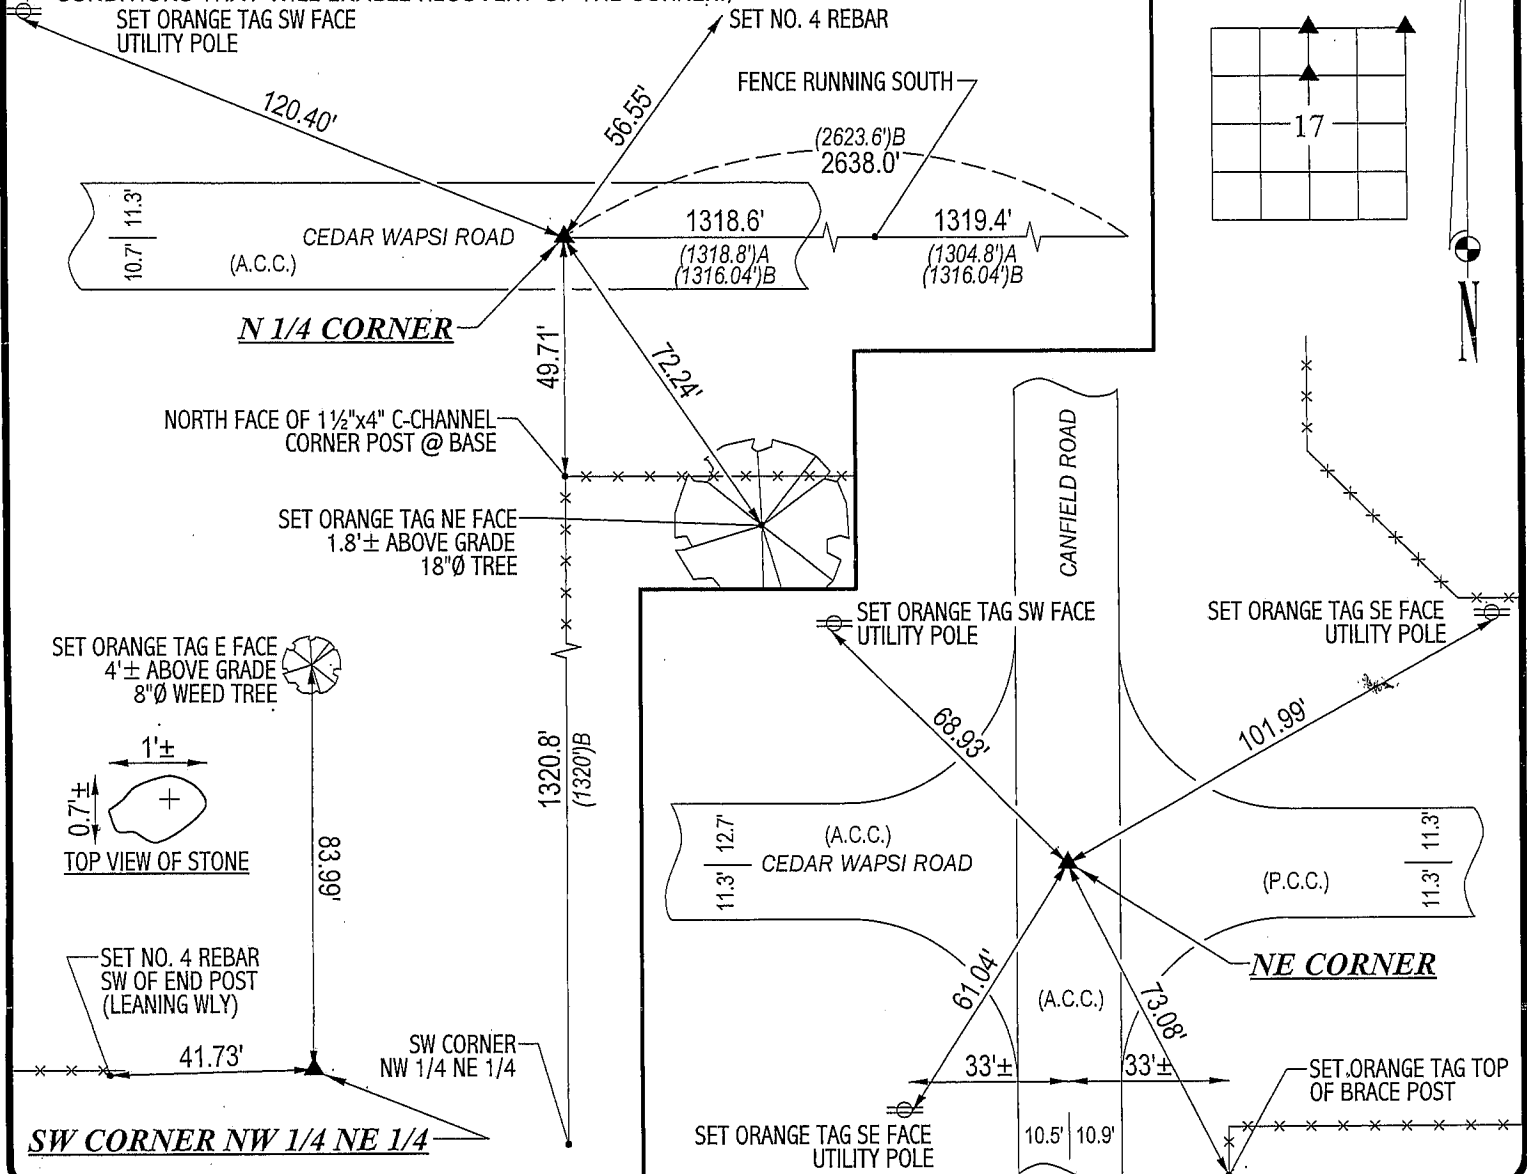 SET ORANGE TAG SW FACE
UTILITY POLE
SET NO. 4 REBAR
120.40'
56.55'
FENCE RUNNING SOUTH
(2623.6')B
2638.0'
1318.6'
1319.4'
(1318.8')A
(1316.04')B
(1304.8')A
(1316.04')B
11.3'
10.7'
CEDAR WAPSI ROAD
(A.C.C.)
N 1/4 CORNER
49.71'
72.24'
NORTH FACE OF 1½"x4" C-CHANNEL
CORNER POST @ BASE
SET ORANGE TAG NE FACE
1.8'± ABOVE GRADE
18"Ø TREE
17
N
SET ORANGE TAG E FACE
4'± ABOVE GRADE
8"Ø WEED TREE
1'±
0.7'±
TOP VIEW OF STONE
83.99'
1320.8'
(1320')B
SET NO. 4 REBAR
SW OF END POST
(LEANING WLY)
41.73'
SW CORNER
NW 1/4 NE 1/4
SW CORNER NW 1/4 NE 1/4
CANFIELD ROAD
SET ORANGE TAG SW FACE
UTILITY POLE
SET ORANGE TAG SE FACE
UTILITY POLE
68.93'
101.99'
12.7'
11.3'
(A.C.C.)
CEDAR WAPSI ROAD
(P.C.C.)
11.3'
11.3'
NE CORNER
61.04'
(A.C.C.)
73.08'
33'±
33'±
SET ORANGE TAG TOP
OF BRACE POST
SET ORANGE TAG SE FACE
UTILITY POLE
10.5'
10.9'